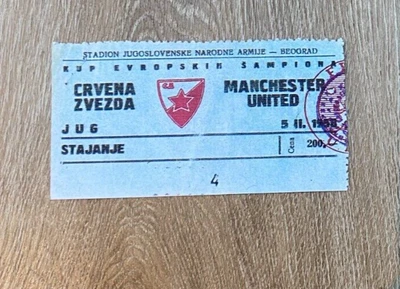 STADION JUGOSLOVENSKE NARODNE ARMIJE — BEOGRAD
KUP EVROPSKIH ŠAMPIONA
CRVENA ZVEZDA
MANCHESTER UNITED
JUG
5 II. 1958
STAJANJE
Cena 200.
4